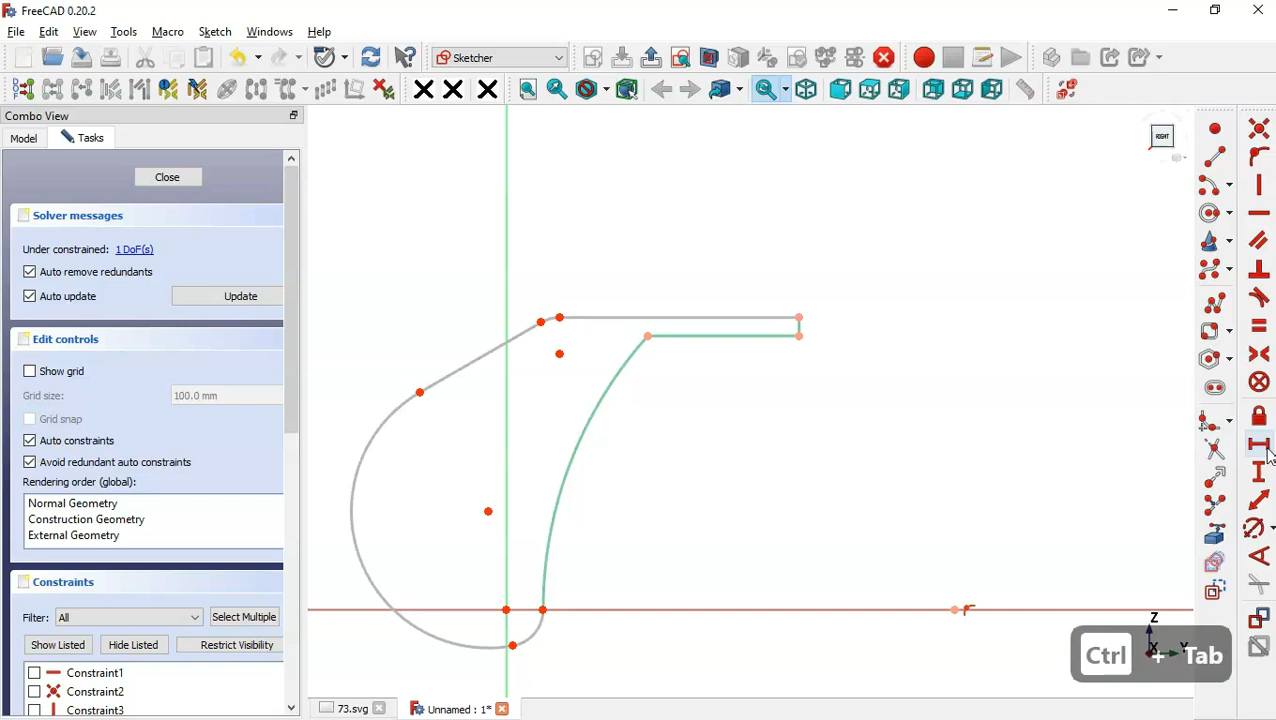 FreeCAD 0.20.2
File Edit View Tools Macro Sketch Windows Help
Sketcher
Combo View
Model Tasks
Close
Solver messages
Under constrained: 1 DoF(s)
Auto remove redundants
Auto update Update
Edit controls
Show grid
Grid size: 100.0 mm
Grid snap
Auto constraints
Avoid redundant auto constraints
Rendering order (global):
Normal Geometry
Construction Geometry
External Geometry
Constraints
Filter: All Select Multiple
Show Listed Hide Listed Restrict Visibility
Constraint1
Constraint2
Constraint3
RIGHT
Z
X Y
Ctrl + Tab
73.svg Unnamed : 1*